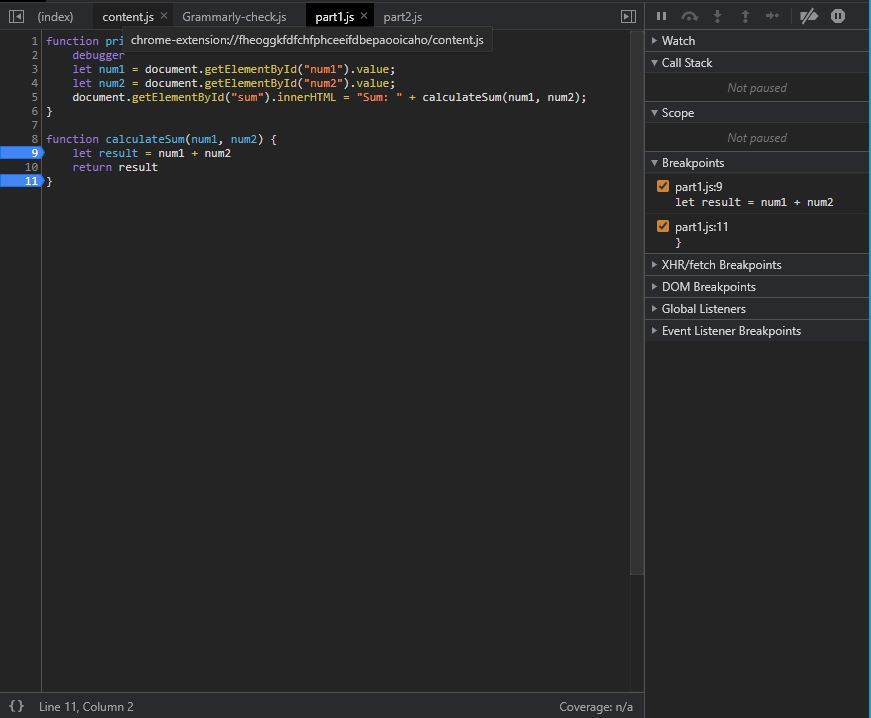 (index) content.js × Grammarly-check.js part1.js × part2.js
chrome-extension://fheoggkfdfchfphceeifdbepaooicaho/content.js
1 function pri
2 debugger
3 let num1 = document.getElementById("num1").value;
4 let num2 = document.getElementById("num2").value;
5 document.getElementById("sum").innerHTML = "Sum: " + calculateSum(num1, num2);
6 }
7
8 function calculateSum(num1, num2) {
9 let result = num1 + num2
10 return result
11 }
{} Line 11, Column 2 Coverage: n/a
Watch
Call Stack
Not paused
Scope
Not paused
Breakpoints
part1.js:9
let result = num1 + num2
part1.js:11
}
XHR/fetch Breakpoints
DOM Breakpoints
Global Listeners
Event Listener Breakpoints